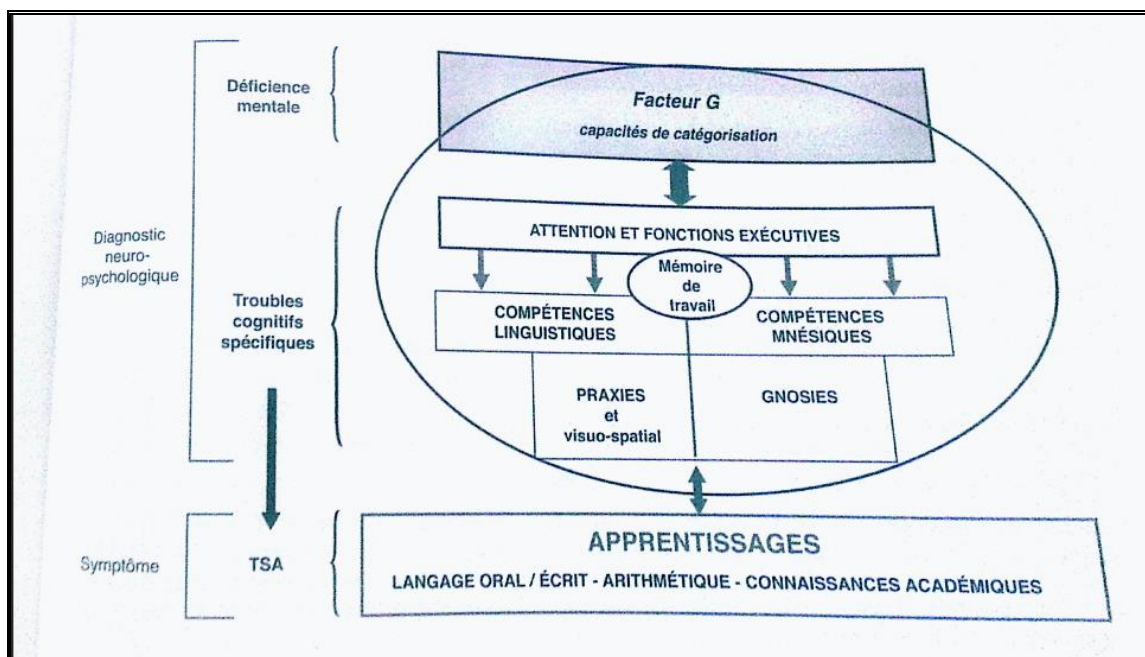 Déficience
mentale
Facteur G
capacités de catégorisation
Diagnostic
neuro-
psychologique
Troubles
cognitifs
spécifiques
ATTENTION ET FONCTIONS EXÉCUTIVES
Mémoire
de
travail
COMPÉTENCES
LINGUISTIQUES
COMPÉTENCES
MNÉSIQUES
PRAXIES
et
visuo-spatial
GNOSIES
Symptôme
TSA
APPRENTISSAGES
LANGAGE ORAL / ÉCRIT - ARITHMÉTIQUE - CONNAISSANCES ACADÉMIQUES